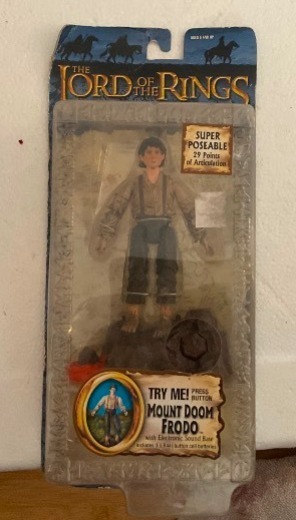 THE
LORD OF THE RINGS
SUPER
POSEABLE
29 Points
of Articulation
TRY ME! PRESS
BUTTON
MOUNT DOOM
FRODO
with Electronic Sound Base